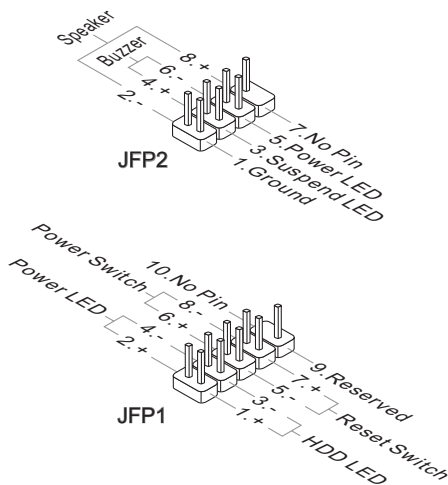 Speaker
Buzzer
8.+
6.-
4.+
2.-
7.No Pin
5.Power LED
3.Suspend LED
1.Ground
JFP2
Power Switch
Power LED
10.No Pin
8.-
6.+
4.-
2.+
9.Reserved
7.+
5.-
3.-
1.+
Reset Switch
HDD LED
JFP1